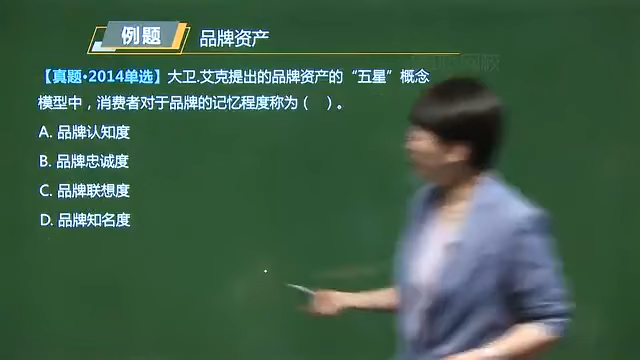 例题
品牌资产
【真题·2014单选】大卫.艾克提出的品牌资产的“五星”概念
模型中，消费者对于品牌的记忆程度称为（　）。
A. 品牌认知度
B. 品牌忠诚度
C. 品牌联想度
D. 品牌知名度